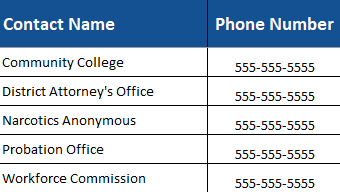 Contact Name Phone Number
Community College 555-555-5555
District Attorney's Office 555-555-5555
Narcotics Anonymous 555-555-5555
Probation Office 555-555-5555
Workforce Commission 555-555-5555